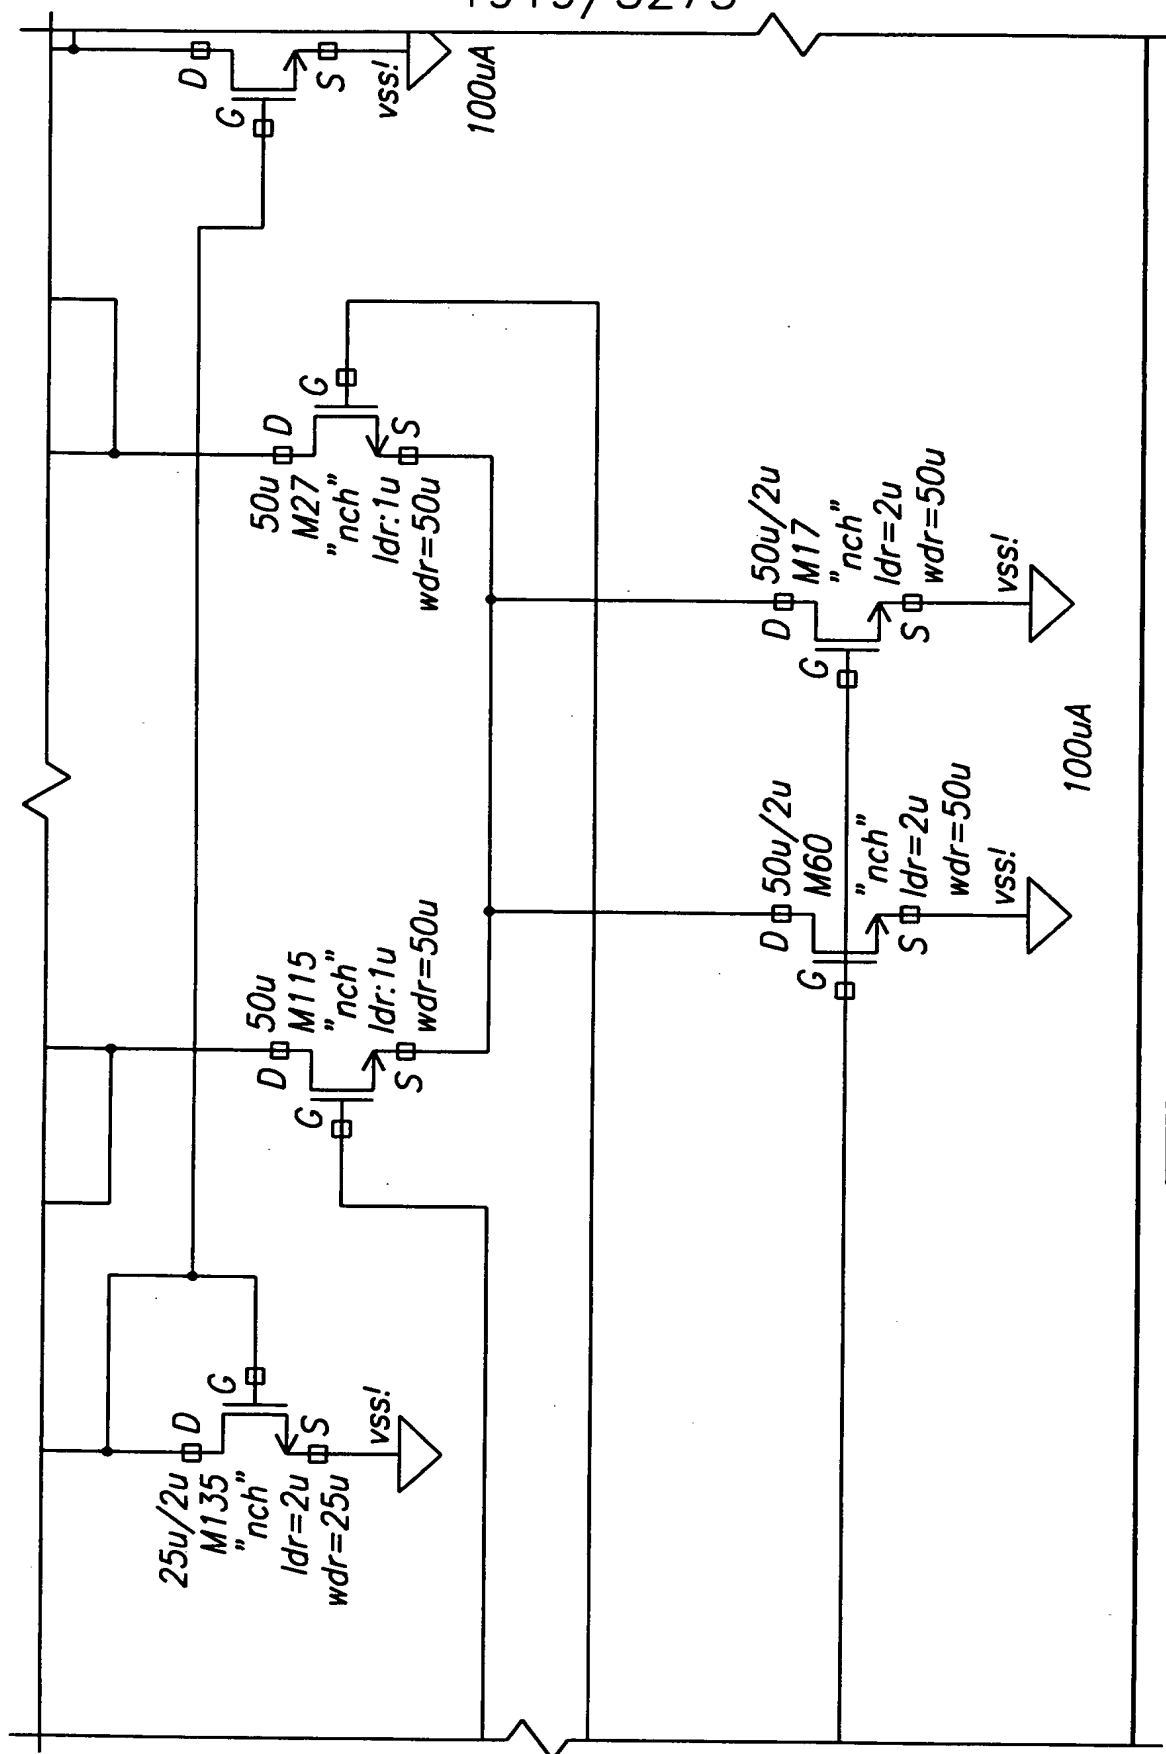 D
G
S
vss!
100uA
50u
M27
"nch"
ldr:1u
wdr=50u
D
G
S
50u/2u
M17
"nch"
ldr=2u
wdr=50u
D
G
S
vss!
50u/2u
M60
"nch"
ldr=2u
wdr=50u
D
G
S
vss!
100uA
50u
M115
"nch"
ldr:1u
wdr=50u
D
G
S
25u/2u
M135
"nch"
ldr=2u
wdr=25u
D
G
S
vss!